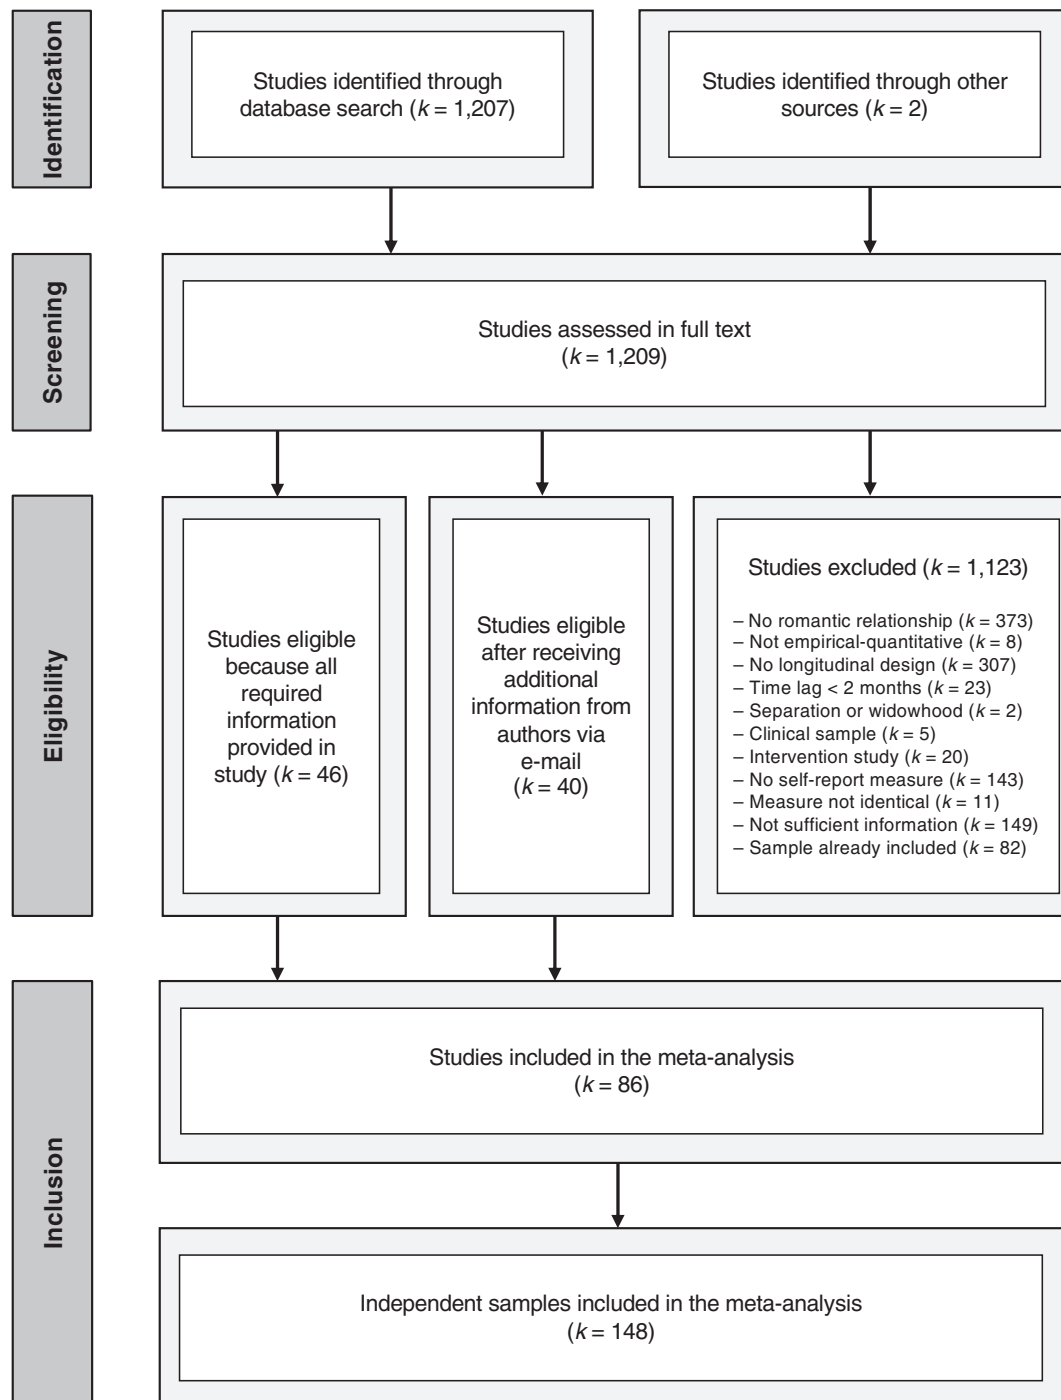 Identification
Studies identified through
database search (k = 1,207)
Studies identified through other
sources (k = 2)
Screening
Studies assessed in full text
(k = 1,209)
Eligibility
Studies eligible
because all
required
information
provided in
study (k = 46)
Studies eligible
after receiving
additional
information from
authors via
e-mail
(k = 40)
Studies excluded (k = 1,123)
– No romantic relationship (k = 373)
– Not empirical-quantitative (k = 8)
– No longitudinal design (k = 307)
– Time lag < 2 months (k = 23)
– Separation or widowhood (k = 2)
– Clinical sample (k = 5)
– Intervention study (k = 20)
– No self-report measure (k = 143)
– Measure not identical (k = 11)
– Not sufficient information (k = 149)
– Sample already included (k = 82)
Inclusion
Studies included in the meta-analysis
(k = 86)
Independent samples included in the meta-analysis
(k = 148)